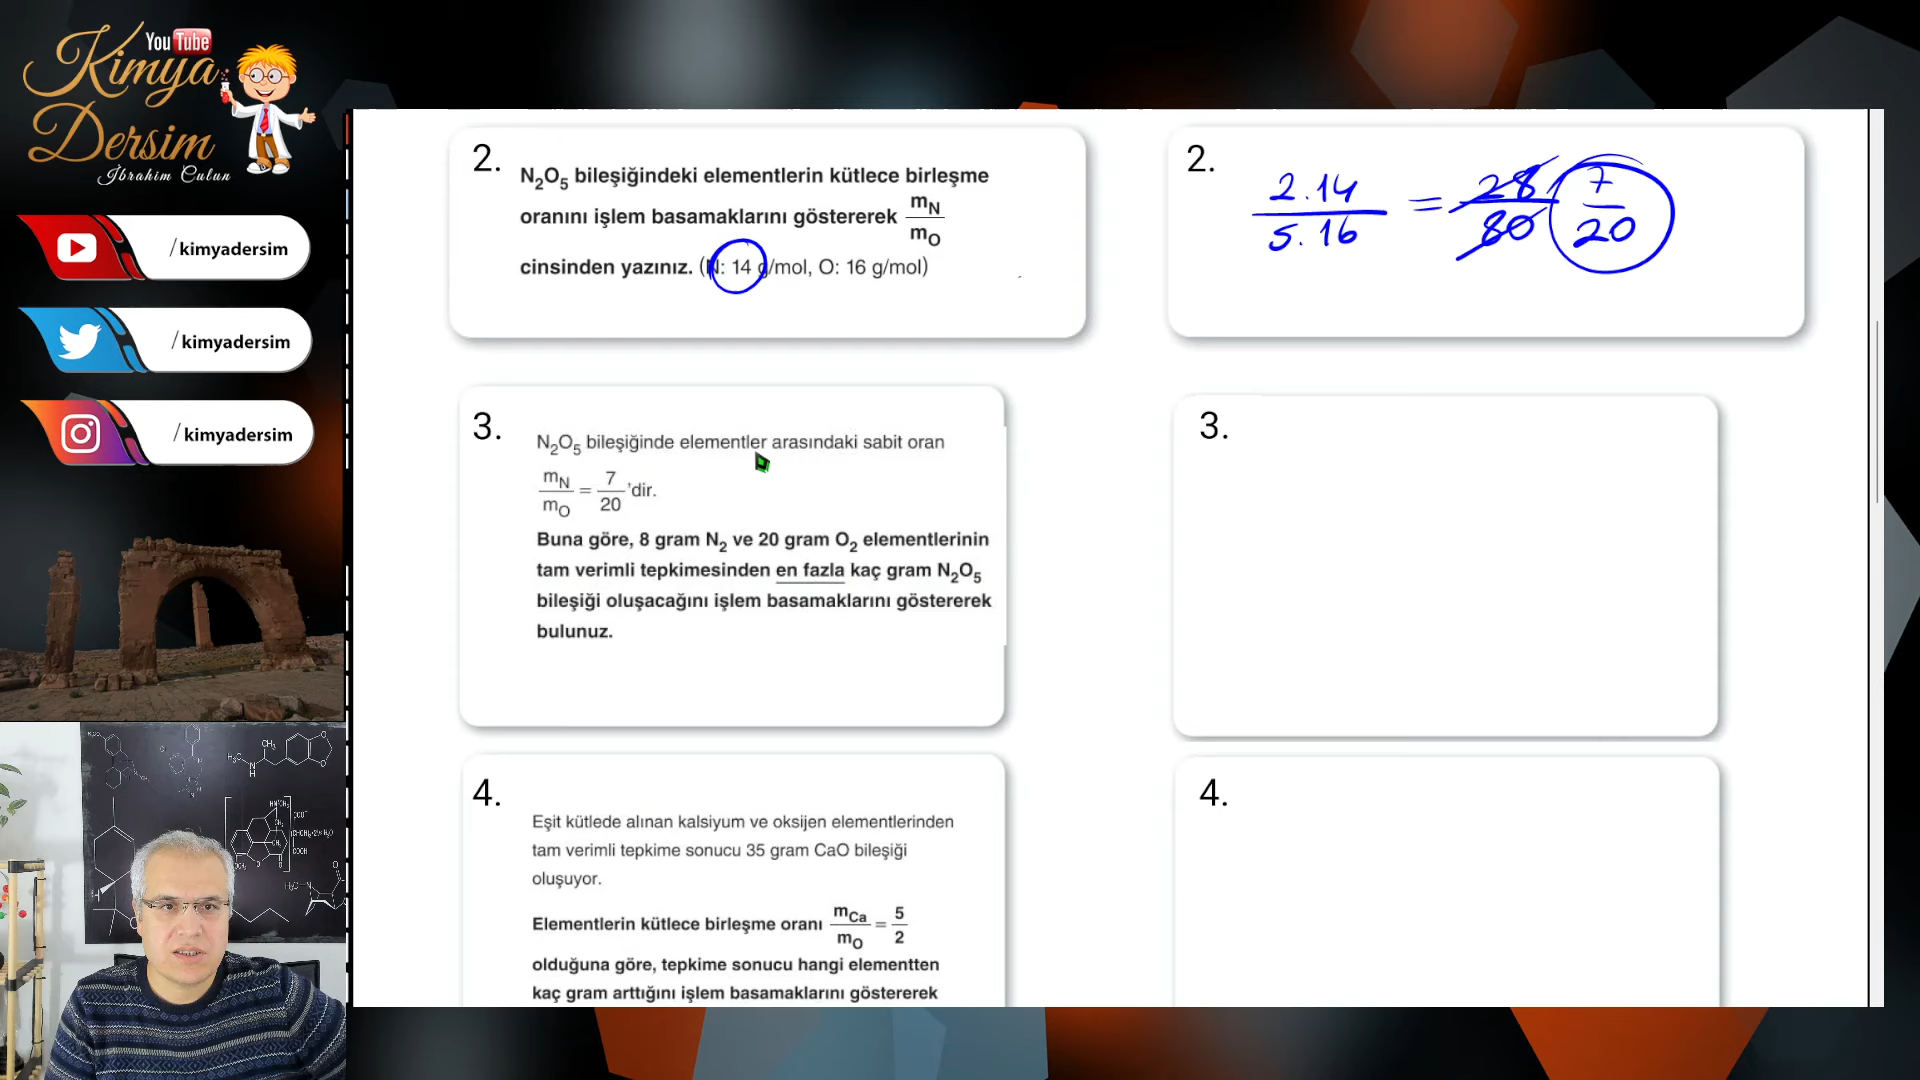 You Tube
Kimya
Dersim
İbrahim Culun
/kimyadersim
/kimyadersim
/kimyadersim
2.
N2O5 bileşiğindeki elementlerin kütlece birleşme
oranını işlem basamaklarını göstererek mN/mO
cinsinden yazınız. (N: 14 g/mol, O: 16 g/mol)
2.
2.14/5.16 = 28/80 7/20
3.
N2O5 bileşiğinde elementler arasındaki sabit oran
mN/mO = 7/20 'dir.
Buna göre, 8 gram N2 ve 20 gram O2 elementlerinin
tam verimli tepkimesinden en fazla kaç gram N2O5
bileşiği oluşacağını işlem basamaklarını göstererek
bulunuz.
3.
4.
Eşit kütlede alınan kalsiyum ve oksijen elementlerinden
tam verimli tepkime sonucu 35 gram CaO bileşiği
oluşuyor.
Elementlerin kütlece birleşme oranı mCa/mO = 5/2
olduğuna göre, tepkime sonucu hangi elementten
kaç gram arttığını işlem basamaklarını göstererek
4.